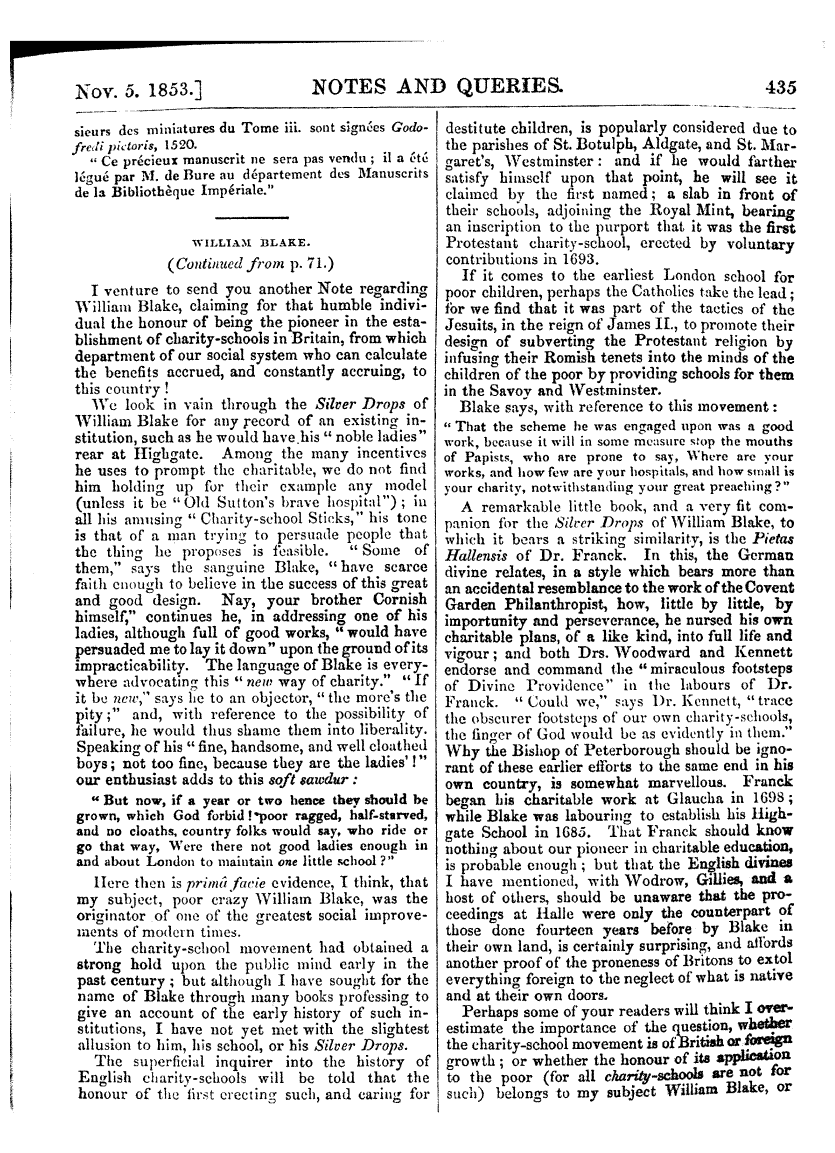 Nov. 5. 1853.] NOTES AND QUERIES. 435
sieurs des miniatures du Tome iii. sont signées Godo-
fredi pictoris, 1520.
“ Ce précieux manuscrit ne sera pas vendu ; il a été
légué par M. de Bure au département des Manuscrits
de la Bibliothèque Impériale.”
WILLIAM BLAKE.
(Continued from p. 71.)
I venture to send you another Note regarding
William Blake, claiming for that humble indivi-
dual the honour of being the pioneer in the esta-
blishment of charity-schools in Britain, from which
department of our social system who can calculate
the benefits accrued, and constantly accruing, to
this country !
We look in vain through the Silver Drops of
William Blake for any record of an existing in-
stitution, such as he would have his “ noble ladies”
rear at Highgate. Among the many incentives
he uses to prompt the charitable, we do not find
him holding up for their example any model
(unless it be “ Old Sutton's brave hospital”) ; in
all his amusing “ Charity-school Sticks,” his tone
is that of a man trying to persuade people that
the thing he proposes is feasible. “ Some of
them,” says the sanguine Blake, “ have scarce
faith enough to believe in the success of this great
and good design. Nay, your brother Cornish
himself,” continues he, in addressing one of his
ladies, although full of good works, “ would have
persuaded me to lay it down” upon the ground of its
impracticability. The language of Blake is every-
where advocating this “ new way of charity.” “ If
it be new,” says he to an objector, “ the more's the
pity ;” and, with reference to the possibility of
failure, he would thus shame them into liberality.
Speaking of his “ fine, handsome, and well cloathed
boys ; not too fine, because they are the ladies' !”
our enthusiast adds to this soft sawdur :
“ But now, if a year or two hence they should be
grown, which God forbid ! poor ragged, half-starved,
and no cloaths, country folks would say, who ride or
go that way, Were there not good ladies enough in
and about London to maintain one little school ?”
Here then is primâ facie evidence, I think, that
my subject, poor crazy William Blake, was the
originator of one of the greatest social improve-
ments of modern times.
The charity-school movement had obtained a
strong hold upon the public mind early in the
past century ; but although I have sought for the
name of Blake through many books professing to
give an account of the early history of such in-
stitutions, I have not yet met with the slightest
allusion to him, his school, or his Silver Drops.
The superficial inquirer into the history of
English charity-schools will be told that the
honour of the first erecting such, and caring for
destitute children, is popularly considered due to
the parishes of St. Botulph, Aldgate, and St. Mar-
garet's, Westminster : and if he would farther
satisfy himself upon that point, he will see it
claimed by the first named ; a slab in front of
their schools, adjoining the Royal Mint, bearing
an inscription to the purport that it was the first
Protestant charity-school, erected by voluntary
contributions in 1693.
If it comes to the earliest London school for
poor children, perhaps the Catholics take the lead ;
for we find that it was part of the tactics of the
Jesuits, in the reign of James II., to promote their
design of subverting the Protestant religion by
infusing their Romish tenets into the minds of the
children of the poor by providing schools for them
in the Savoy and Westminster.
Blake says, with reference to this movement :
“ That the scheme he was engaged upon was a good
work, because it will in some measure stop the mouths
of Papists, who are prone to say, Where are your
works, and how few are your hospitals, and how small is
your charity, notwithstanding your great preaching ?”
A remarkable little book, and a very fit com-
panion for the Silver Drops of William Blake, to
which it bears a striking similarity, is the Pietas
Hallensis of Dr. Franck. In this, the German
divine relates, in a style which bears more than
an accidental resemblance to the work of the Covent
Garden Philanthropist, how, little by little, by
importunity and perseverance, he nursed his own
charitable plans, of a like kind, into full life and
vigour ; and both Drs. Woodward and Kennett
endorse and command the “ miraculous footsteps
of Divine Providence” in the labours of Dr.
Franck. “ Could we,” says Dr. Kennett, “ trace
the obscurer footsteps of our own charity-schools,
the finger of God would be as evidently in them.”
Why the Bishop of Peterborough should be igno-
rant of these earlier efforts to the same end in his
own country, is somewhat marvellous. Franck
began his charitable work at Glaucha in 1698 ;
while Blake was labouring to establish his High-
gate School in 1685. That Franck should know
nothing about our pioneer in charitable education,
is probable enough ; but that the English divines
I have mentioned, with Wodrow, Gillies, and a
host of others, should be unaware that the pro-
ceedings at Halle were only the counterpart of
those done fourteen years before by Blake in
their own land, is certainly surprising, and affords
another proof of the proneness of Britons to extol
everything foreign to the neglect of what is native
and at their own doors.
Perhaps some of your readers will think I over-
estimate the importance of the question, whether
the charity-school movement is of British or foreign
growth ; or whether the honour of its application
to the poor (for all charity-schools are not for
such) belongs to my subject William Blake, or